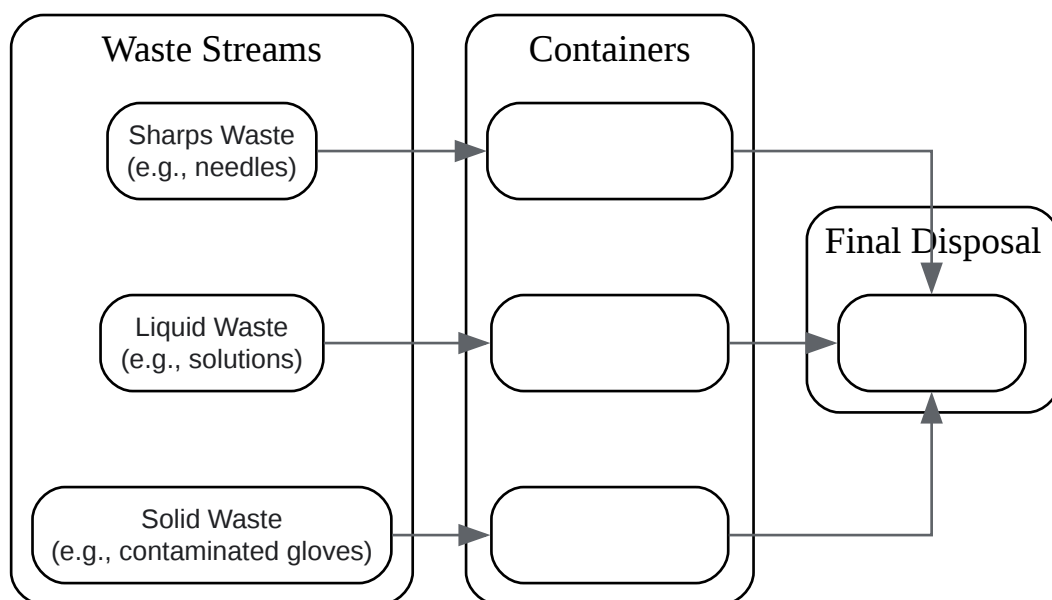 Waste Streams
Containers
Sharps Waste
(e.g., needles)
Final Disposal
Liquid Waste
(e.g., solutions)
Solid Waste
(e.g., contaminated gloves)